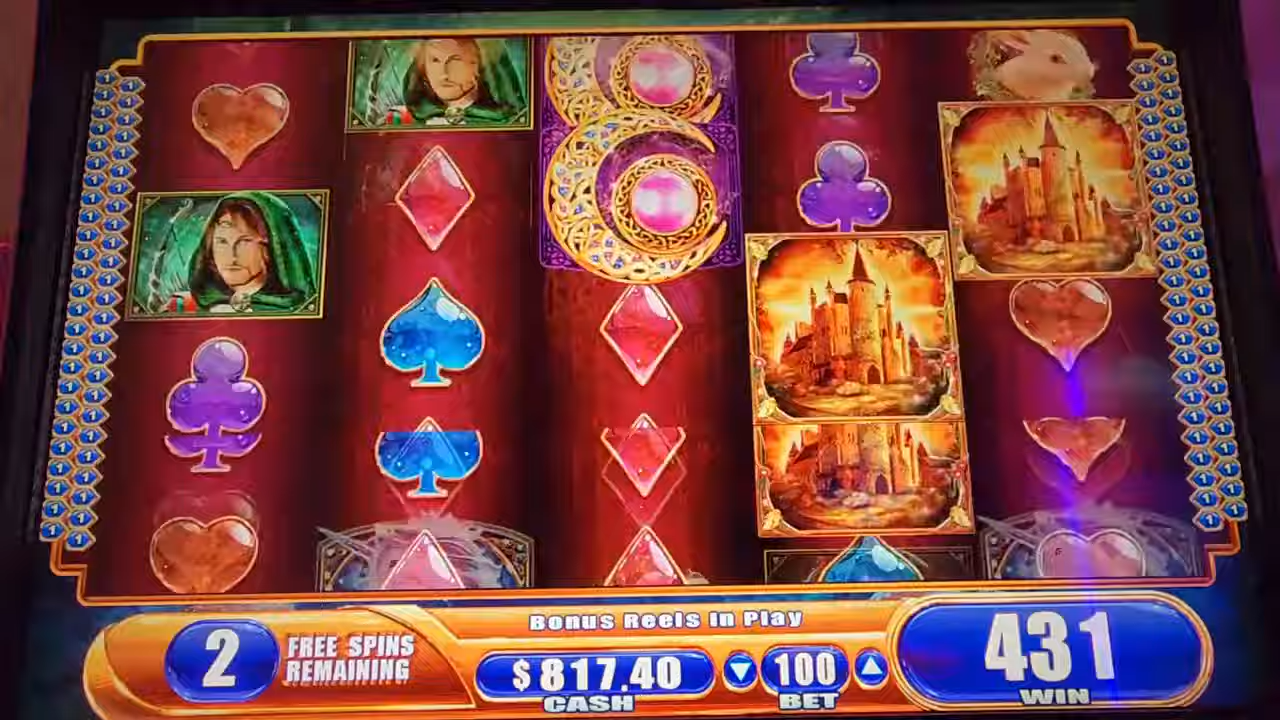 Bonus Reels in Play
2
FREE SPINS
REMAINING
$817.40
CASH
100
BET
431
WIN